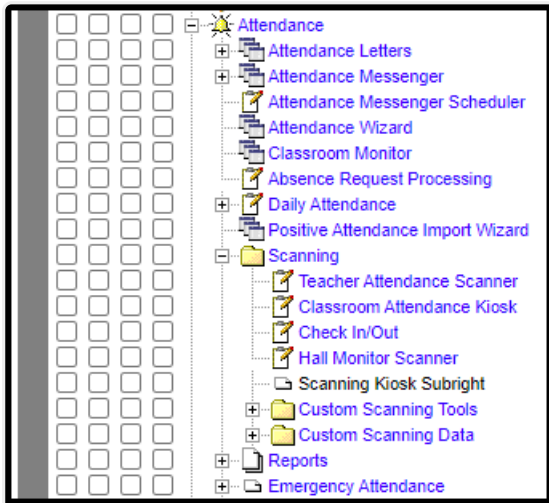 Attendance
Attendance Letters
Attendance Messenger
Attendance Messenger Scheduler
Attendance Wizard
Classroom Monitor
Absence Request Processing
Daily Attendance
Positive Attendance Import Wizard
Scanning
Teacher Attendance Scanner
Classroom Attendance Kiosk
Check In/Out
Hall Monitor Scanner
Scanning Kiosk Subright
Custom Scanning Tools
Custom Scanning Data
Reports
Emergency Attendance